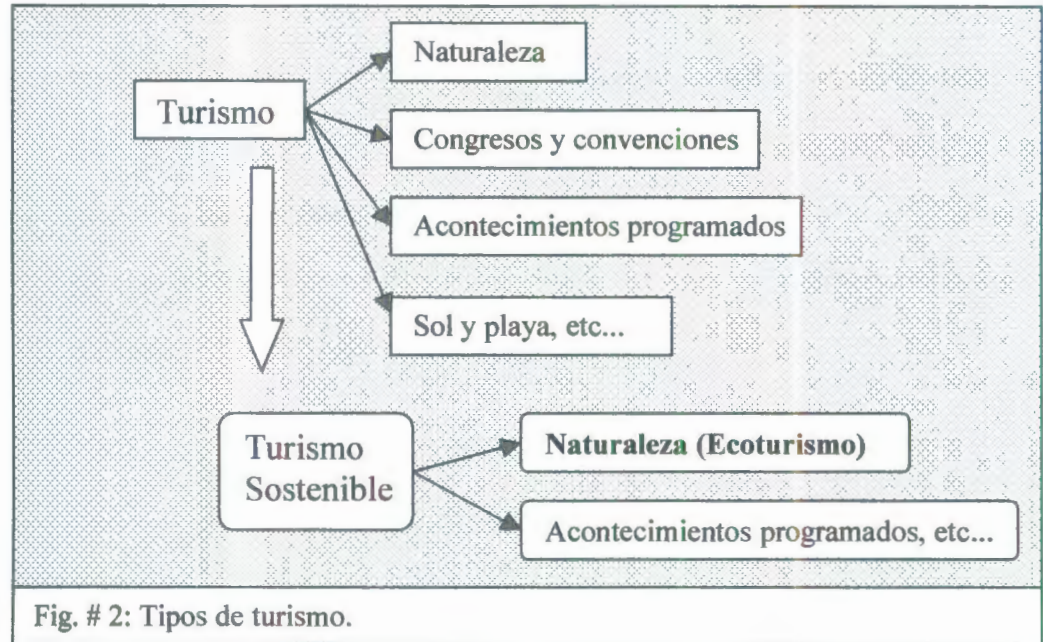 Naturaleza
Turismo
Congresos y convenciones
Acontecimientos programados
Sol y playa, etc...
Turismo
Sostenible
Naturaleza (Ecoturismo)
Acontecimientos programados, etc...
Fig. # 2: Tipos de turismo.